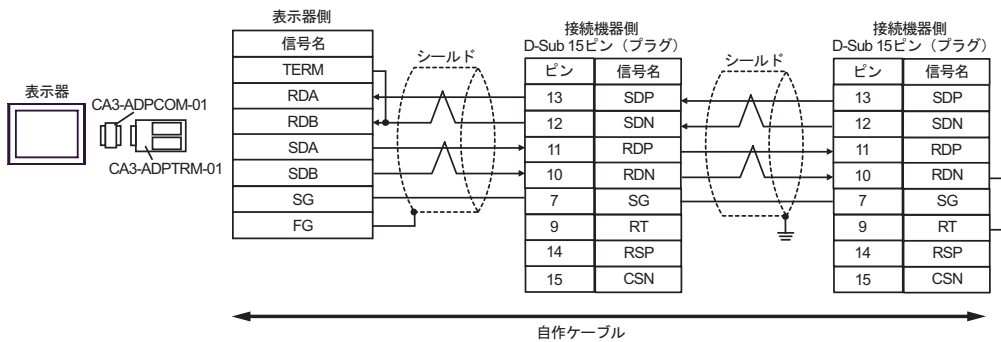 表示器側
接続機器側
D-Sub 15ピン（プラグ）
接続機器側
D-Sub 15ピン（プラグ）
表示器
CA3-ADPCOM-01
CA3-ADPTRM-01
信号名
TERM
RDA
RDB
SDA
SDB
SG
FG
シールド
ピン 信号名
13 SDP
12 SDN
11 RDP
10 RDN
7 SG
9 RT
14 RSP
15 CSN
シールド
ピン 信号名
13 SDP
12 SDN
11 RDP
10 RDN
7 SG
9 RT
14 RSP
15 CSN
自作ケーブル